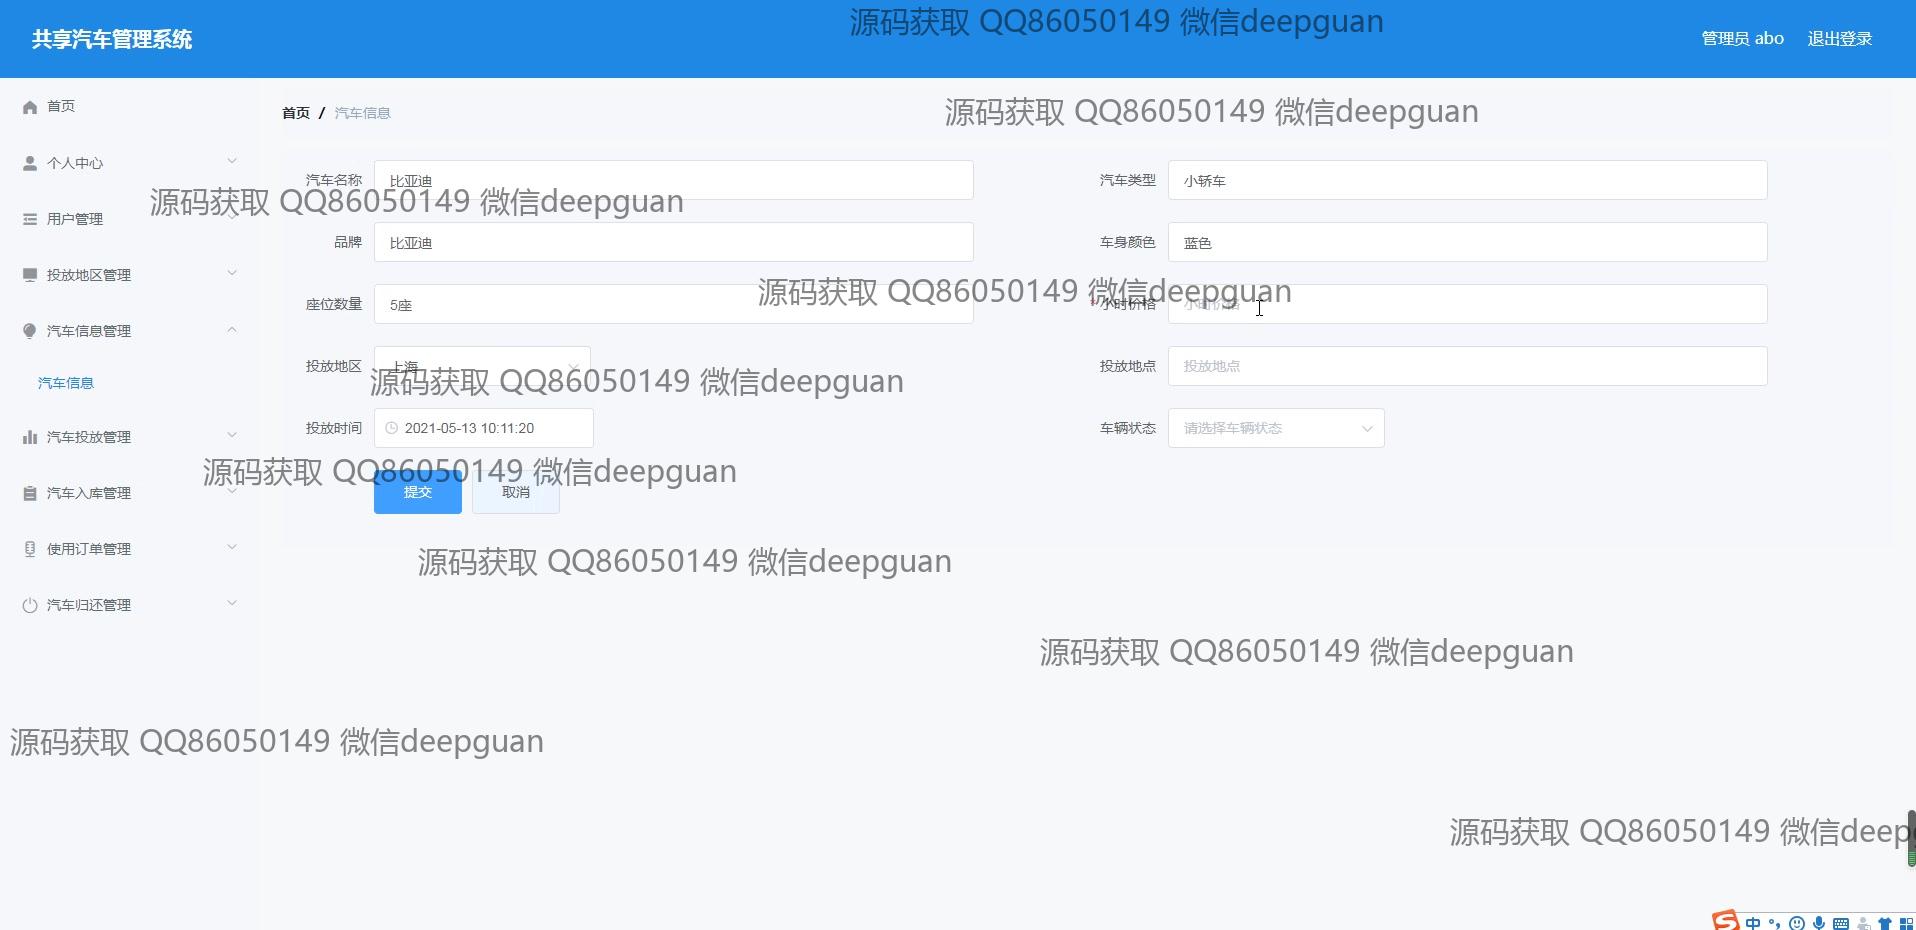 共享汽车管理系统
源码获取 QQ86050149 微信deepguan
管理员 abo 退出登录
首页
首页 / 汽车信息
源码获取 QQ86050149 微信deepguan
个人中心
汽车名称 比亚迪
汽车类型 小轿车
源码获取 QQ86050149 微信deepguan
用户管理
品牌 比亚迪
车身颜色 蓝色
投放地区管理
源码获取 QQ86050149 微信deepguan
座位数量 5座
*小时价格 小时价格
汽车信息管理
投放地区 上海
投放地点 投放地点
汽车信息
源码获取 QQ86050149 微信deepguan
投放时间 2021-05-13 10:11:20
车辆状态 请选择车辆状态
汽车投放管理
源码获取 QQ86050149 微信deepguan
汽车入库管理
提交 取消
使用订单管理
源码获取 QQ86050149 微信deepguan
汽车归还管理
源码获取 QQ86050149 微信deepguan
源码获取 QQ86050149 微信deepguan
源码获取 QQ86050149 微信deepg
S 中